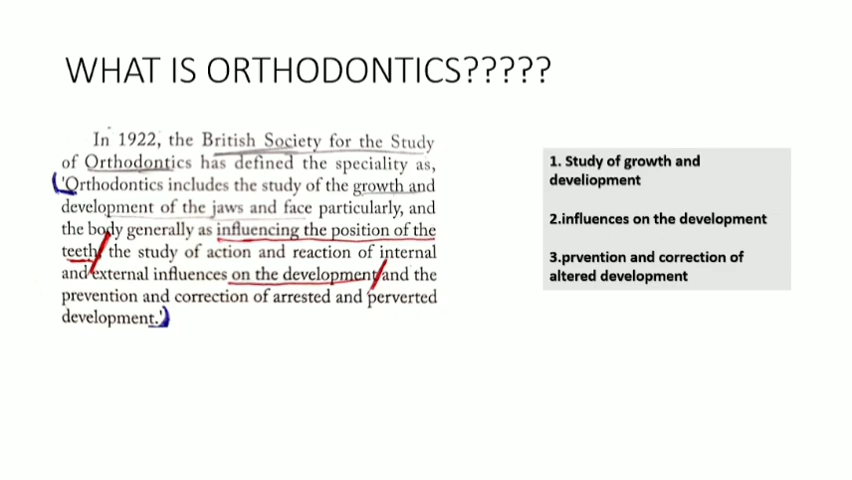 WHAT IS ORTHODONTICS?????
In 1922, the British Society for the Study
of Orthodontics has defined the speciality as,
'Orthodontics includes the study of the growth and
development of the jaws and face particularly, and
the body generally as influencing the position of the
teeth; the study of action and reaction of internal
and external influences on the development, and the
prevention and correction of arrested and perverted
development.'
1. Study of growth and
develiopment
2.influences on the development
3.prvention and correction of
altered development